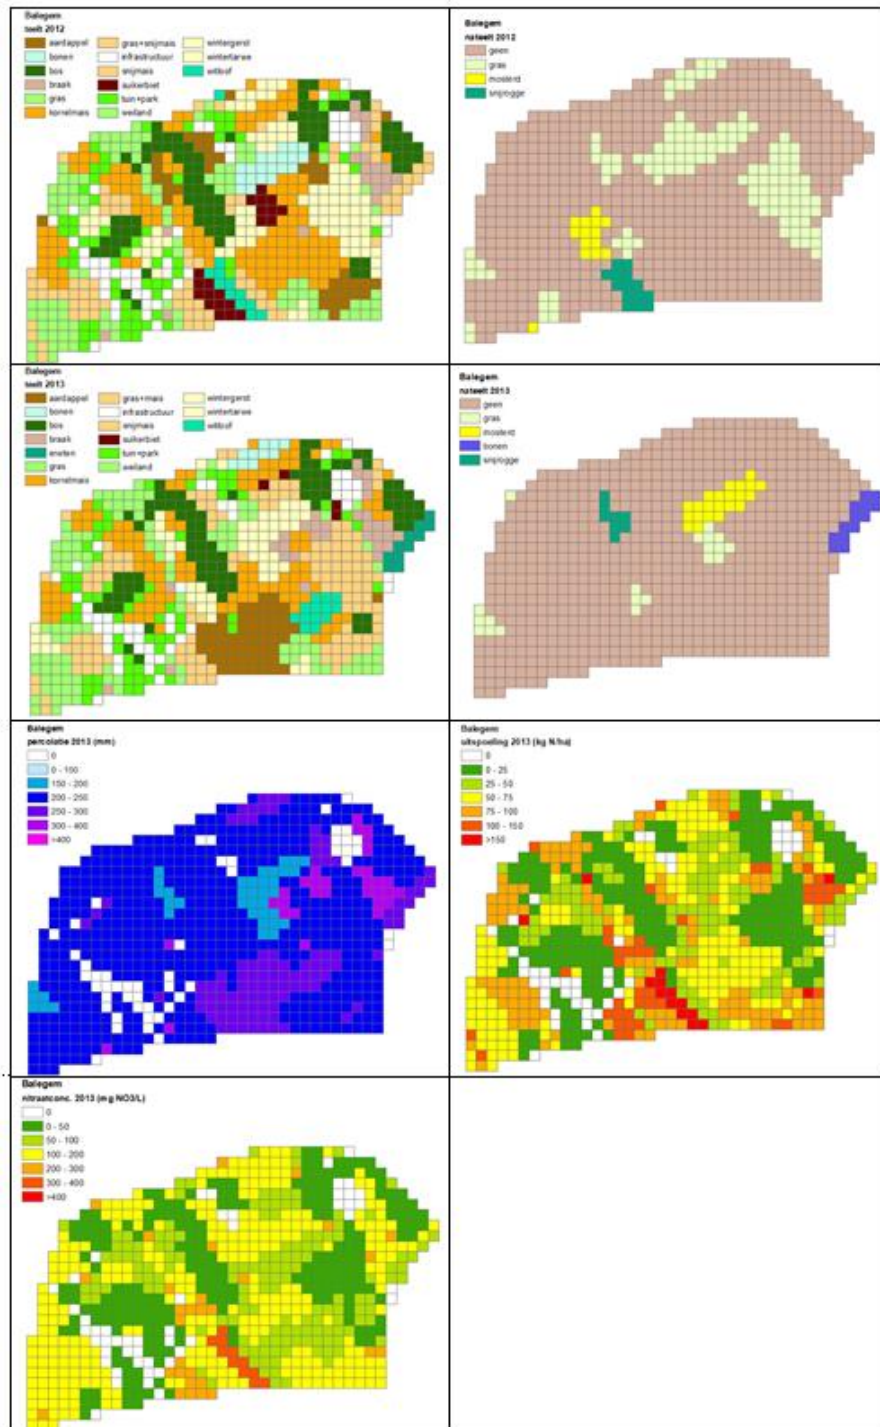 Balegem
teelt 2012
aardappel
bonen
bos
braak
gras
korrelmais
gras+snijmais
infrastructuur
snijmais
suikerbiet
tuin+park
weiland
wintergerst
wintertarwe
witlof
Balegem
nateelt 2012
geen
gras
mosterd
snijrogge
Balegem
teelt 2013
aardappel
bonen
bos
braak
erwten
gras
korrelmais
gras+mais
infrastructuur
snijmais
suikerbiet
tuin+park
weiland
wintergerst
wintertarwe
witlof
Balegem
nateelt 2013
geen
gras
mosterd
bonen
snijrogge
Balegem
percolatie 2013 (mm)
0
0 - 150
150 - 200
200 - 250
250 - 300
300 - 400
>400
Balegem
uitspoeling 2013 (kg N/ha)
0
0 - 25
25 - 50
50 - 75
75 - 100
100 - 150
>150
Balegem
nitraatconc. 2013 (mg NO3/L)
0
0 - 50
50 - 100
100 - 200
200 - 300
300 - 400
>400